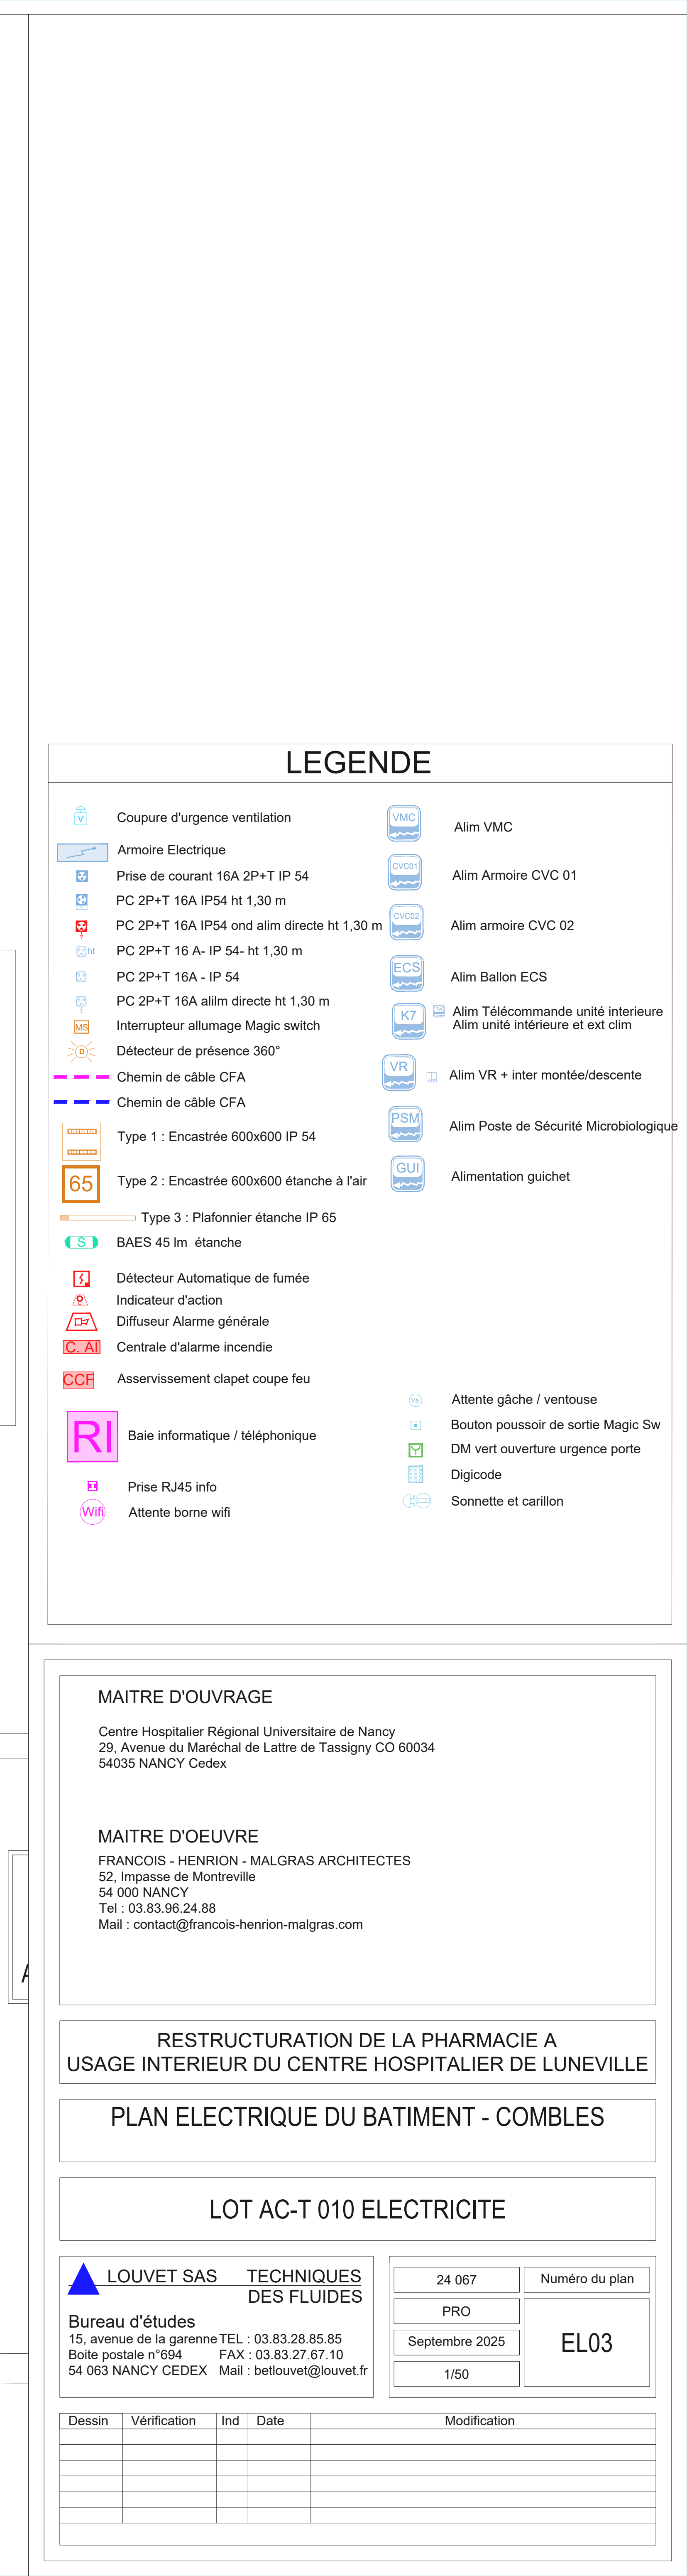 LEGENDE
V
Coupure d'urgence ventilation
Armoire Electrique
Prise de courant 16A 2P+T IP 54
PC 2P+T 16A IP54 ht 1,30 m
PC 2P+T 16A IP54 ond alim directe ht 1,30 m
ht
PC 2P+T 16 A- IP 54- ht 1,30 m
PC 2P+T 16A - IP 54
PC 2P+T 16A alilm directe ht 1,30 m
MS
Interrupteur allumage Magic switch
D
Détecteur de présence 360°
Chemin de câble CFA
Chemin de câble CFA
Type 1 : Encastrée 600x600 IP 54
65
Type 2 : Encastrée 600x600 étanche à l'air
Type 3 : Plafonnier étanche IP 65
S
BAES 45 lm étanche
Détecteur Automatique de fumée
Indicateur d'action
Diffuseur Alarme générale
C. AI
Centrale d'alarme incendie
CCF
Asservissement clapet coupe feu
RI
Baie informatique / téléphonique
Prise RJ45 info
Wifi
Attente borne wifi
VMC
Alim VMC
CVC01
Alim Armoire CVC 01
CVC02
Alim armoire CVC 02
ECS
Alim Ballon ECS
K7
Alim Télécommande unité interieure
Alim unité intérieure et ext clim
VR
Alim VR + inter montée/descente
PSM
Alim Poste de Sécurité Microbiologique
GUI
Alimentation guichet
Ve
Attente gâche / ventouse
Bouton poussoir de sortie Magic Sw
DM vert ouverture urgence porte
Digicode
Sonnette et carillon
MAITRE D'OUVRAGE
Centre Hospitalier Régional Universitaire de Nancy
29, Avenue du Maréchal de Lattre de Tassigny CO 60034
54035 NANCY Cedex
MAITRE D'OEUVRE
FRANCOIS - HENRION - MALGRAS ARCHITECTES
52, Impasse de Montreville
54 000 NANCY
Tel : 03.83.96.24.88
Mail : contact@francois-henrion-malgras.com
RESTRUCTURATION DE LA PHARMACIE A
USAGE INTERIEUR DU CENTRE HOSPITALIER DE LUNEVILLE
PLAN ELECTRIQUE DU BATIMENT - COMBLES
LOT AC-T 010 ELECTRICITE
LOUVET SAS TECHNIQUES
DES FLUIDES
Bureau d'études
15, avenue de la garenne TEL : 03.83.28.85.85
Boite postale n°694 FAX : 03.83.27.67.10
54 063 NANCY CEDEX Mail : betlouvet@louvet.fr
24 067
PRO
Septembre 2025
1/50
Numéro du plan
EL03
Dessin Vérification Ind Date Modification